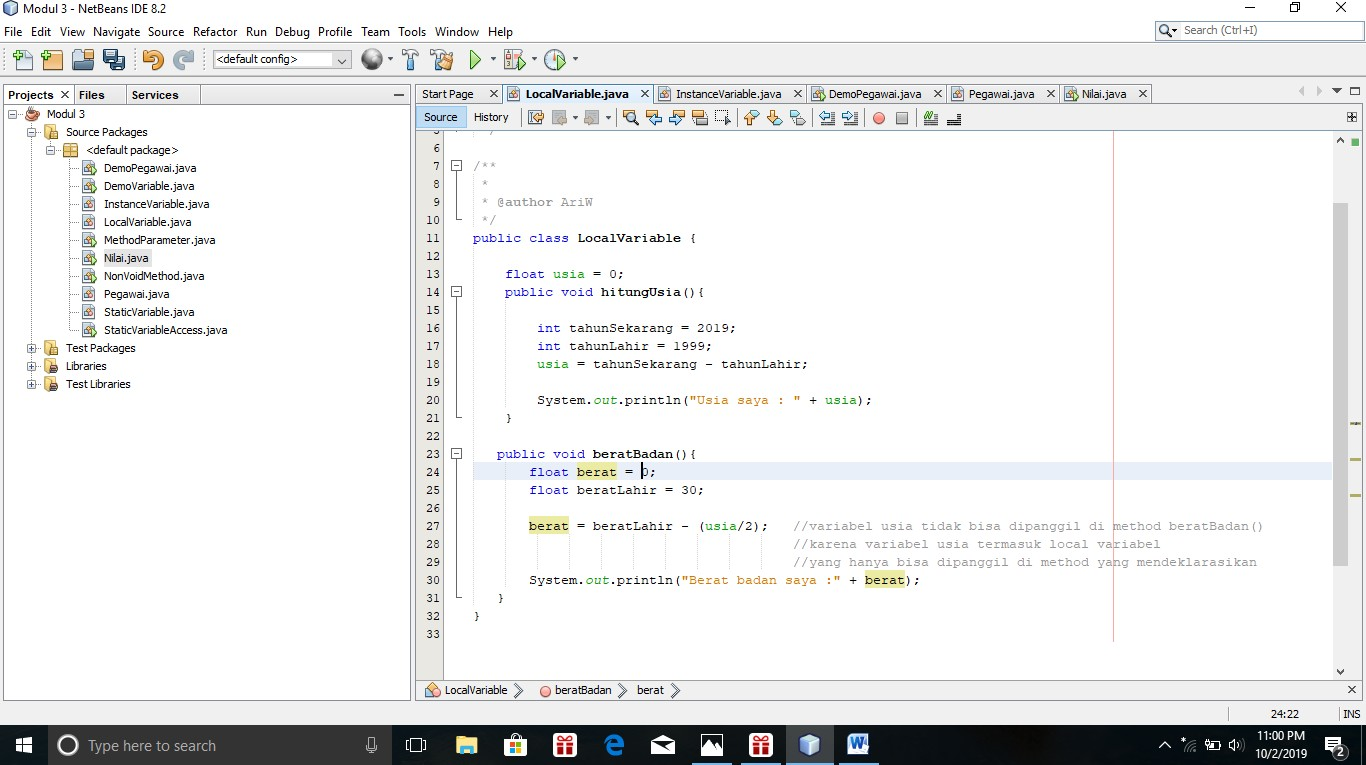 Modul 3 - NetBeans IDE 8.2
File Edit View Navigate Source Refactor Run Debug Profile Team Tools Window Help
Search (Ctrl+I)
<default config>
Projects Files Services
Modul 3
Source Packages
<default package>
DemoPegawai.java
DemoVariable.java
InstanceVariable.java
LocalVariable.java
MethodParameter.java
Nilai.java
NonVoidMethod.java
Pegawai.java
StaticVariable.java
StaticVariableAccess.java
Test Packages
Libraries
Test Libraries
Start Page LocalVariable.java InstanceVariable.java DemoPegawai.java Pegawai.java Nilai.java
Source History
6
7 /**
8 *
9 * @author AriW
10 */
11 public class LocalVariable {
12
13 float usia = 0;
14 public void hitungUsia(){
15
16 int tahunSekarang = 2019;
17 int tahunLahir = 1999;
18 usia = tahunSekarang - tahunLahir;
19
20 System.out.println("Usia saya : " + usia);
21 }
22
23 public void beratBadan(){
24 float berat = 0;
25 float beratLahir = 30;
26
27 berat = beratLahir - (usia/2); //variabel usia tidak bisa dipanggil di method beratBadan()
28 //karena variabel usia termasuk local variabel
29 //yang hanya bisa dipanggil di method yang mendeklarasikan
30 System.out.println("Berat badan saya :" + berat);
31 }
32 }
33
LocalVariable beratBadan berat
24:22 INS
Type here to search
11:00 PM
10/2/2019
2